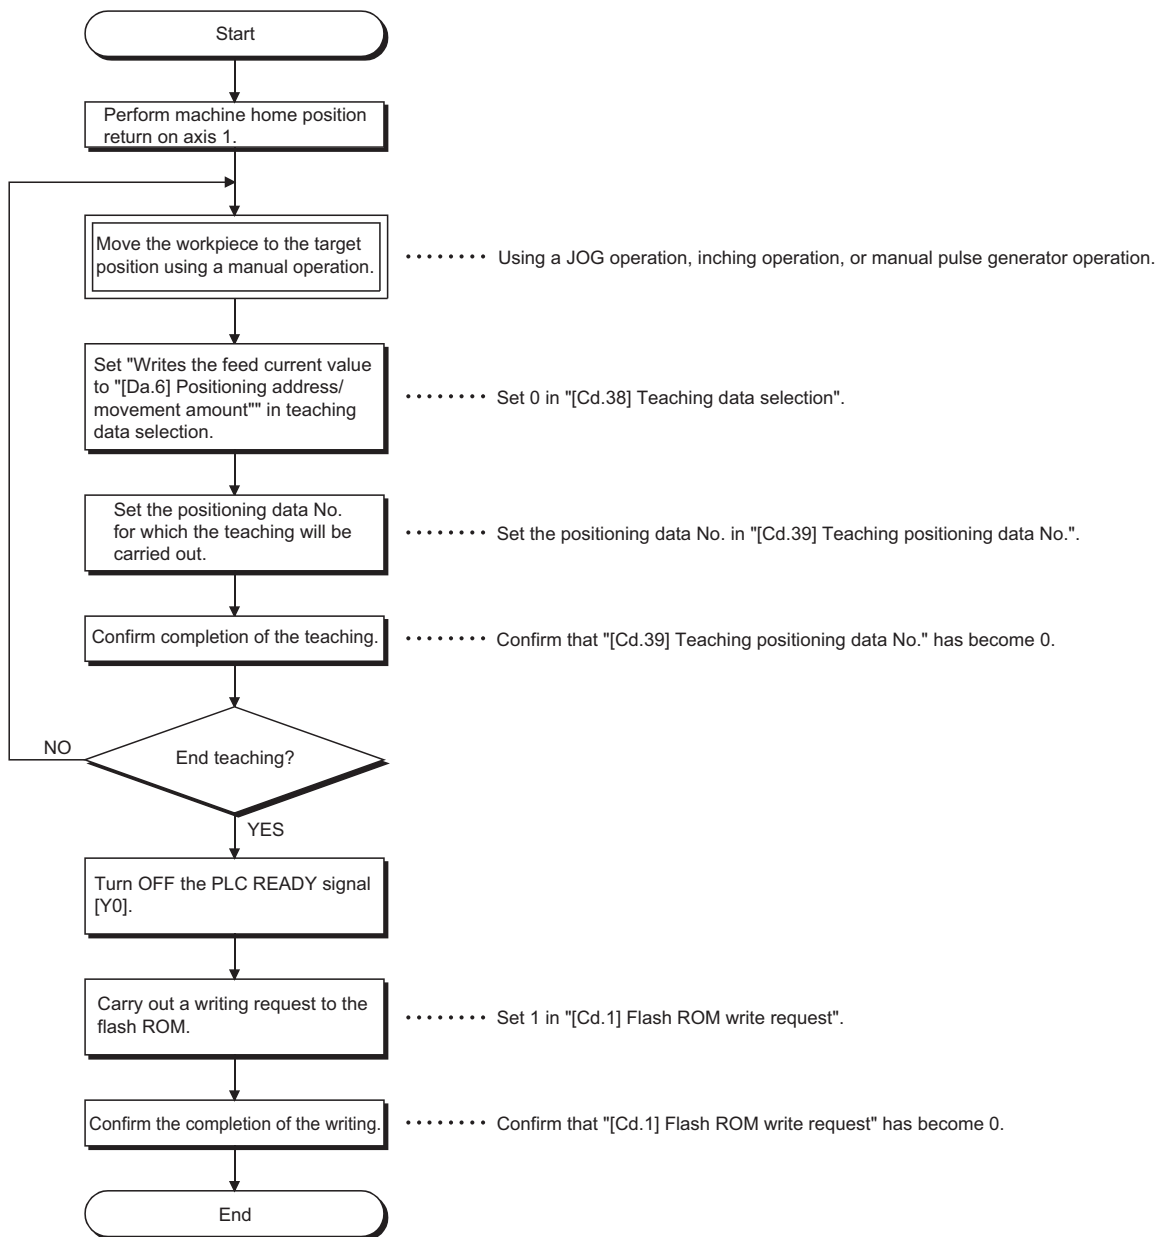 Start
Perform machine home position
return on axis 1.
Move the workpiece to the target
position using a manual operation.
Using a JOG operation, inching operation, or manual pulse generator operation.
Set "Writes the feed current value
to "[Da.6] Positioning address/
movement amount"" in teaching
data selection.
Set 0 in "[Cd.38] Teaching data selection".
Set the positioning data No.
for which the teaching will be
carried out.
Set the positioning data No. in "[Cd.39] Teaching positioning data No.".
Confirm completion of the teaching.
Confirm that "[Cd.39] Teaching positioning data No." has become 0.
NO
End teaching?
YES
Turn OFF the PLC READY signal
[Y0].
Carry out a writing request to the
flash ROM.
Set 1 in "[Cd.1] Flash ROM write request".
Confirm the completion of the writing.
Confirm that "[Cd.1] Flash ROM write request" has become 0.
End